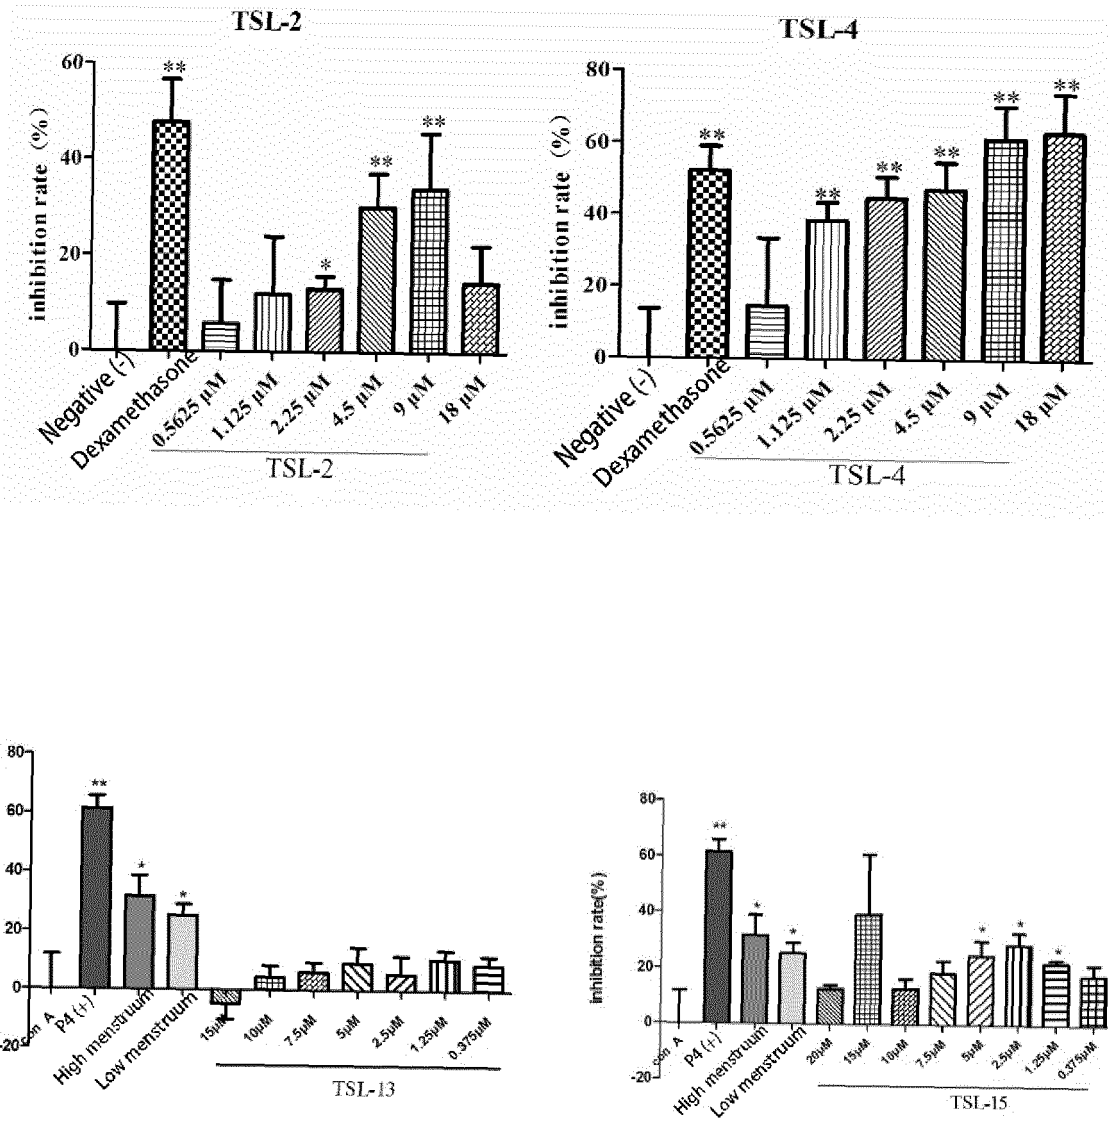 TSL-2
inhibition rate (%)
60
40
20
0
** * ** **
Negative (-)
Dexamethasone
0.5625 µM
1.125 µM
2.25 µM
4.5 µM
9 µM
18 µM
TSL-2
TSL-4
inhibition rate (%)
80
60
40
20
0
** ** ** ** ** **
Negative (-)
Dexamethasone
0.5625 µM
1.125 µM
2.25 µM
4.5 µM
9 µM
18 µM
TSL-4
80
60
40
20
0
-20
** * *
con A
P4 (+)
High menstruum
Low menstruum
15µM
10µM
7.5µM
5µM
2.5µM
1.25µM
0.375µM
TSL-13
inhibition rate(%)
80
60
40
20
0
-20
** * * * * *
con A
P4 (+)
High menstruum
Low menstruum
20µM
15µM
10µM
7.5µM
5µM
2.5µM
1.25µM
0.375µM
TSL-15